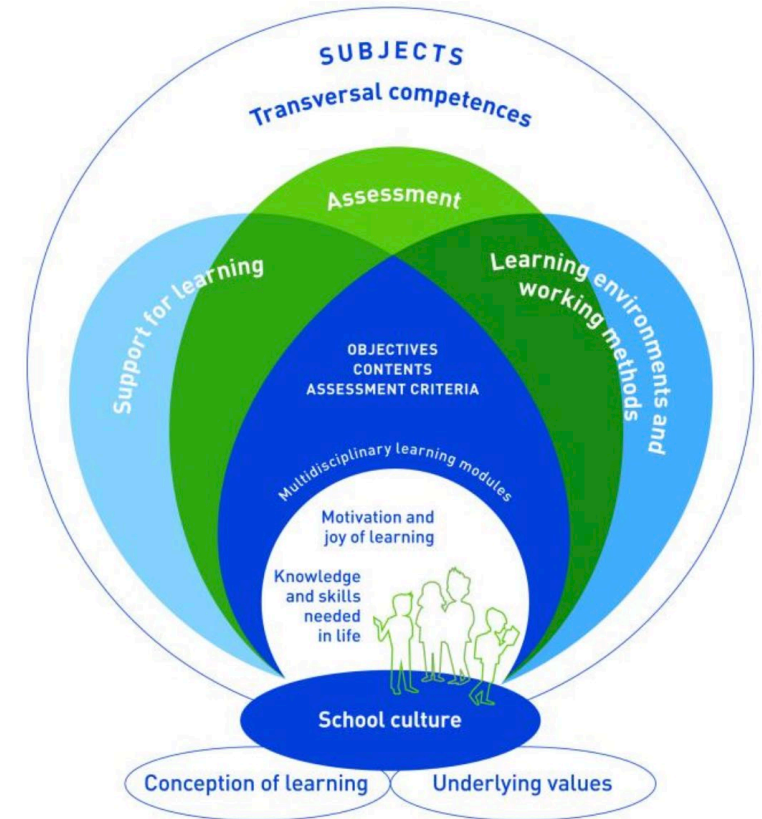 SUBJECTS
Transversal competences
Assessment
Support for learning
Learning environments and
working methods
OBJECTIVES
CONTENTS
ASSESSMENT CRITERIA
Multidisciplinary learning modules
Motivation and
joy of learning
Knowledge
and skills
needed
in life
School culture
Conception of learning
Underlying values